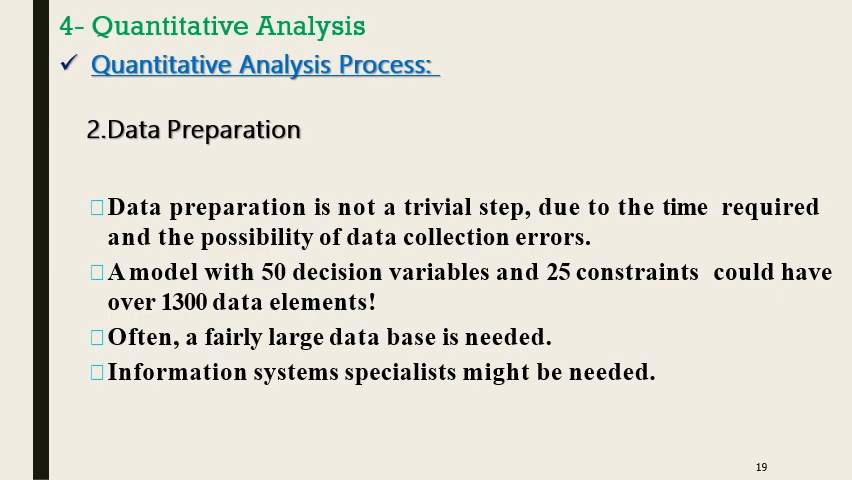 4- Quantitative Analysis
✓ Quantitative Analysis Process:
2.Data Preparation
Data preparation is not a trivial step, due to the time required
and the possibility of data collection errors.
A model with 50 decision variables and 25 constraints could have
over 1300 data elements!
Often, a fairly large data base is needed.
Information systems specialists might be needed.
19